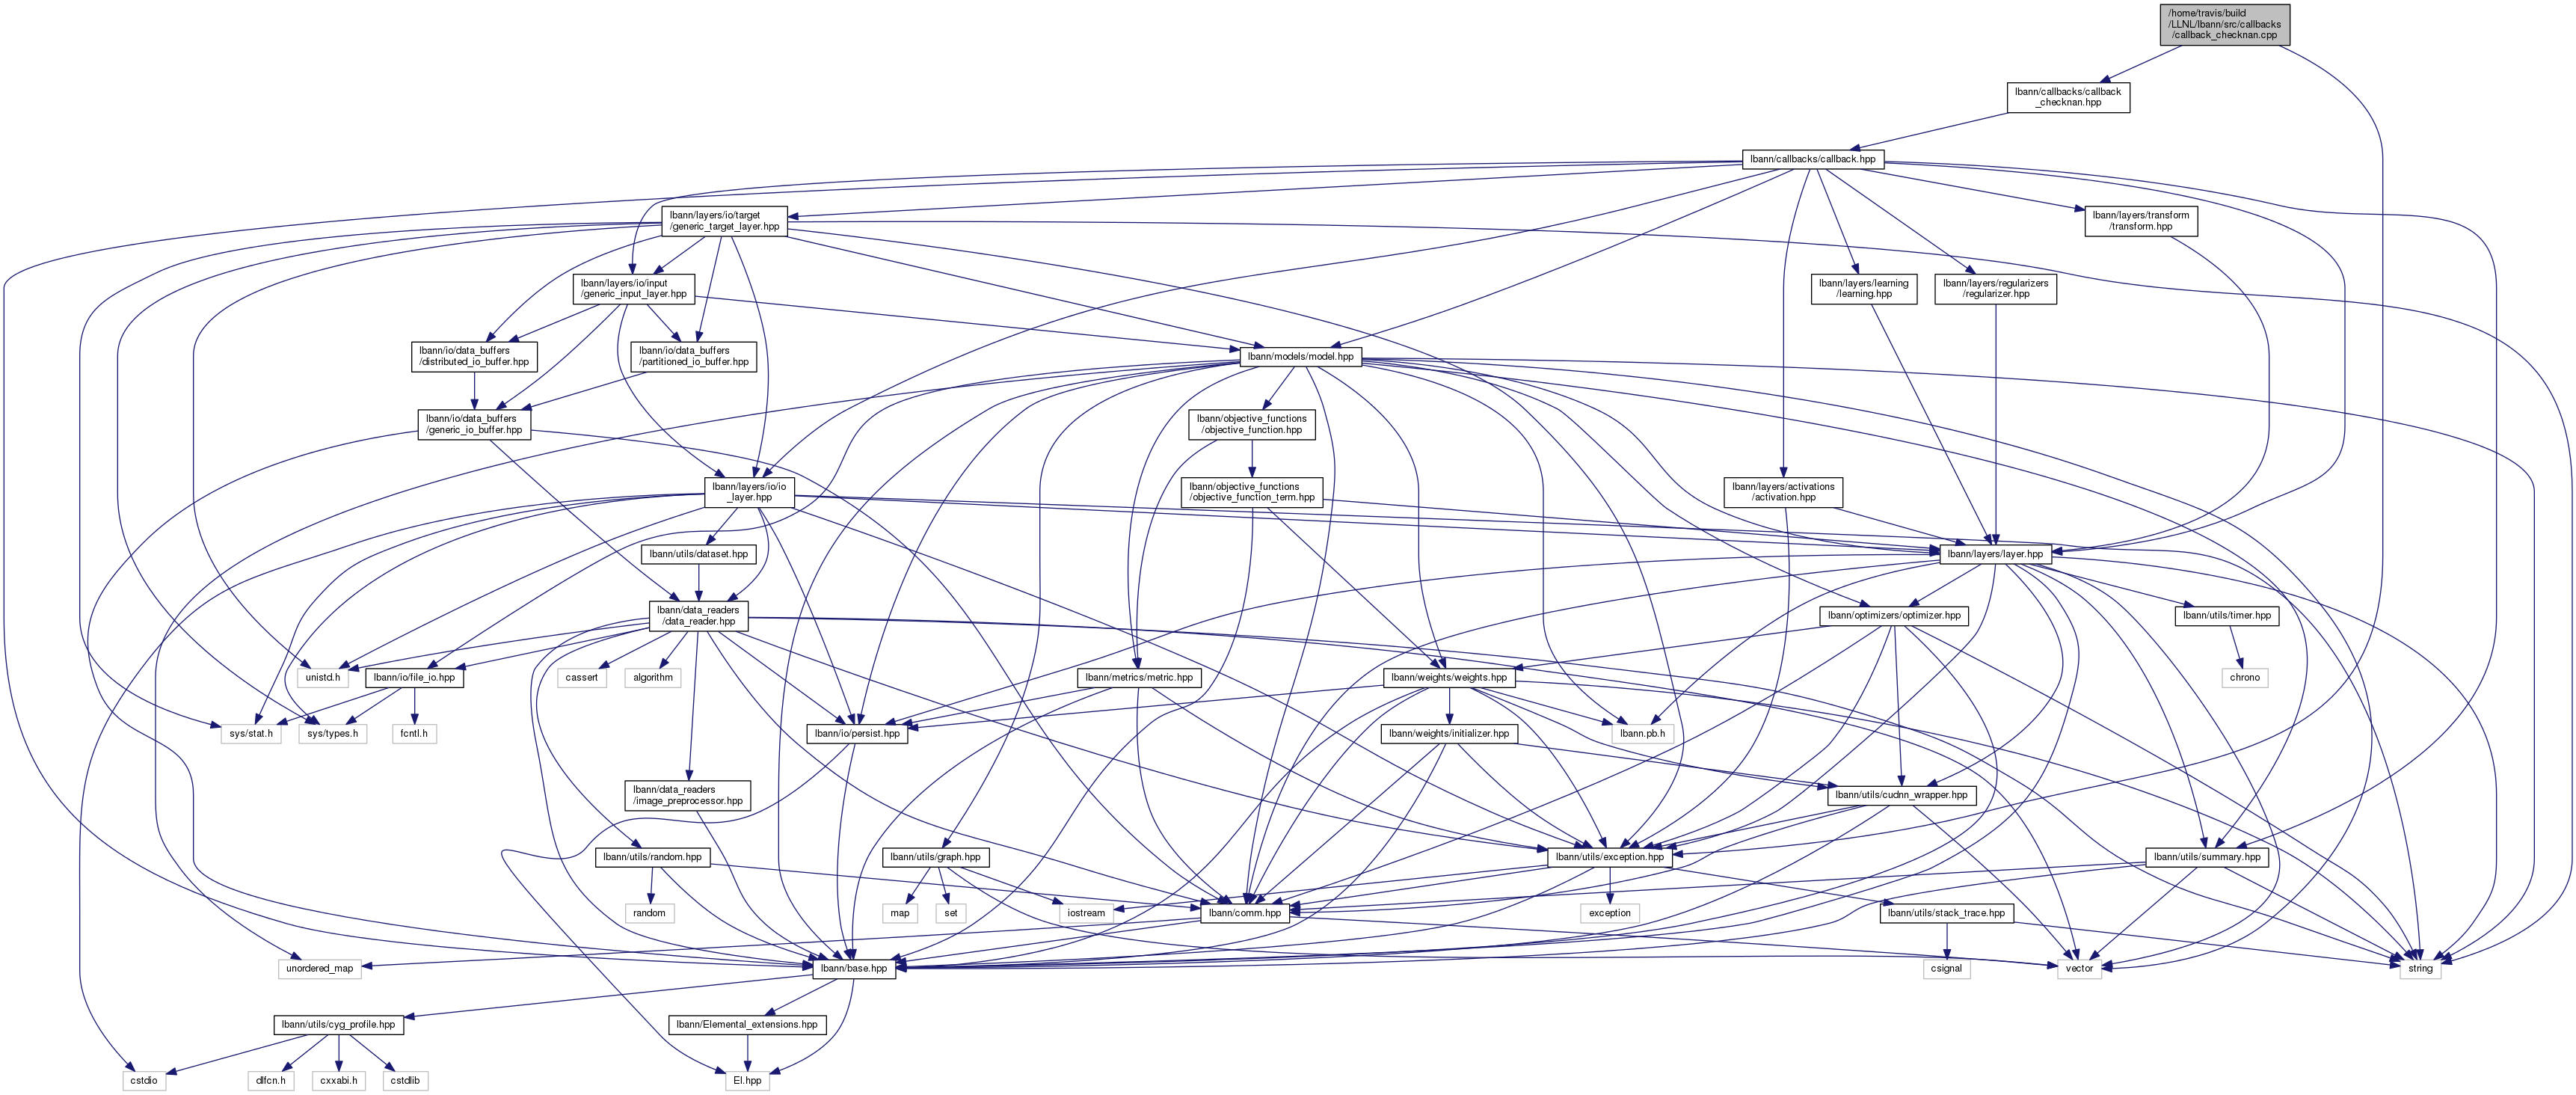 /home/travis/build
/LLNL/lbann/src/callbacks
/callback_checknan.cpp
lbann/callbacks/callback
_checknan.hpp
lbann/callbacks/callback.hpp
lbann/layers/io/target
/generic_target_layer.hpp
lbann/layers/transform
/transform.hpp
lbann/layers/io/input
/generic_input_layer.hpp
lbann/layers/learning
/learning.hpp
lbann/layers/regularizers
/regularizer.hpp
lbann/io/data_buffers
/distributed_io_buffer.hpp
lbann/io/data_buffers
/partitioned_io_buffer.hpp
lbann/models/model.hpp
lbann/io/data_buffers
/generic_io_buffer.hpp
lbann/objective_functions
/objective_function.hpp
lbann/layers/io/io
_layer.hpp
lbann/objective_functions
/objective_function_term.hpp
lbann/layers/activations
/activation.hpp
lbann/utils/dataset.hpp
lbann/layers/layer.hpp
lbann/data_readers
/data_reader.hpp
lbann/optimizers/optimizer.hpp
lbann/utils/timer.hpp
unistd.h
lbann/io/file_io.hpp
cassert
algorithm
lbann/metrics/metric.hpp
lbann/weights/weights.hpp
chrono
sys/stat.h
sys/types.h
fcntl.h
lbann/io/persist.hpp
lbann/weights/initializer.hpp
lbann.pb.h
lbann/data_readers
/image_preprocessor.hpp
lbann/utils/cudnn_wrapper.hpp
lbann/utils/random.hpp
lbann/utils/graph.hpp
lbann/utils/exception.hpp
lbann/utils/summary.hpp
random
map
set
iostream
lbann/comm.hpp
exception
lbann/utils/stack_trace.hpp
unordered_map
lbann/base.hpp
csignal
vector
string
lbann/utils/cyg_profile.hpp
lbann/Elemental_extensions.hpp
cstdio
dlfcn.h
cxxabi.h
cstdlib
El.hpp